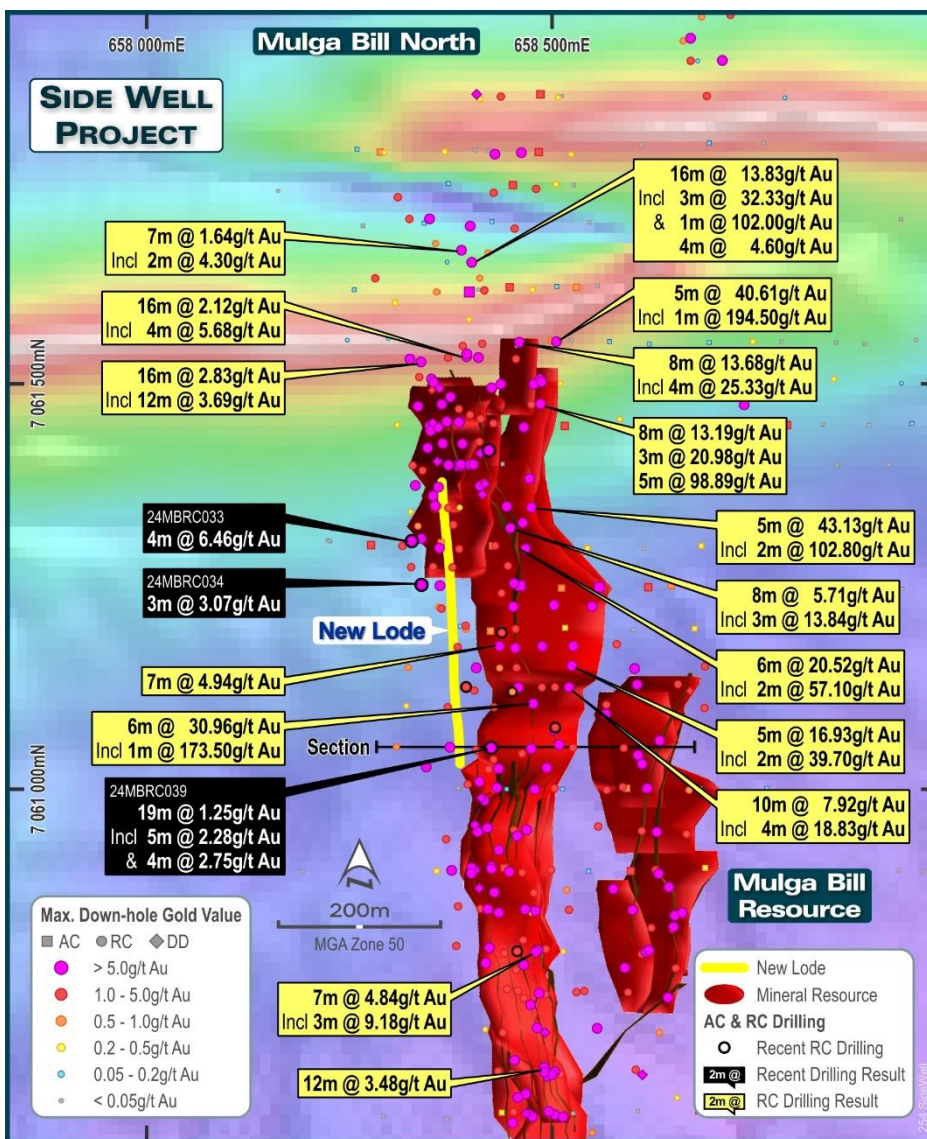 Mulga Bill North
658 000mE
658 500mE
SIDE WELL
PROJECT
16m @ 13.83g/t Au
Incl 3m @ 32.33g/t Au
& 1m @ 102.00g/t Au
4m @ 4.60g/t Au
7m @ 1.64g/t Au
Incl 2m @ 4.30g/t Au
16m @ 2.12g/t Au
Incl 4m @ 5.68g/t Au
5m @ 40.61g/t Au
Incl 1m @ 194.50g/t Au
7 061 500mN
16m @ 2.83g/t Au
Incl 12m @ 3.69g/t Au
8m @ 13.68g/t Au
Incl 4m @ 25.33g/t Au
8m @ 13.19g/t Au
3m @ 20.98g/t Au
5m @ 98.89g/t Au
24MBRC033
4m @ 6.46g/t Au
5m @ 43.13g/t Au
Incl 2m @ 102.80g/t Au
24MBRC034
3m @ 3.07g/t Au
8m @ 5.71g/t Au
Incl 3m @ 13.84g/t Au
New Lode
7m @ 4.94g/t Au
6m @ 20.52g/t Au
Incl 2m @ 57.10g/t Au
6m @ 30.96g/t Au
Incl 1m @ 173.50g/t Au
Section
5m @ 16.93g/t Au
Incl 2m @ 39.70g/t Au
7 061 000mN
24MBRC039
19m @ 1.25g/t Au
Incl 5m @ 2.28g/t Au
& 4m @ 2.75g/t Au
10m @ 7.92g/t Au
Incl 4m @ 18.83g/t Au
Mulga Bill
Resource
N
200m
MGA Zone 50
Max. Down-hole Gold Value
AC RC DD
> 5.0g/t Au
1.0 - 5.0g/t Au
0.5 - 1.0g/t Au
0.2 - 0.5g/t Au
0.05 - 0.2g/t Au
< 0.05g/t Au
7m @ 4.84g/t Au
Incl 3m @ 9.18g/t Au
12m @ 3.48g/t Au
New Lode
Mineral Resource
AC & RC Drilling
Recent RC Drilling
2m @ Recent Drilling Result
2m @ RC Drilling Result
SideWell